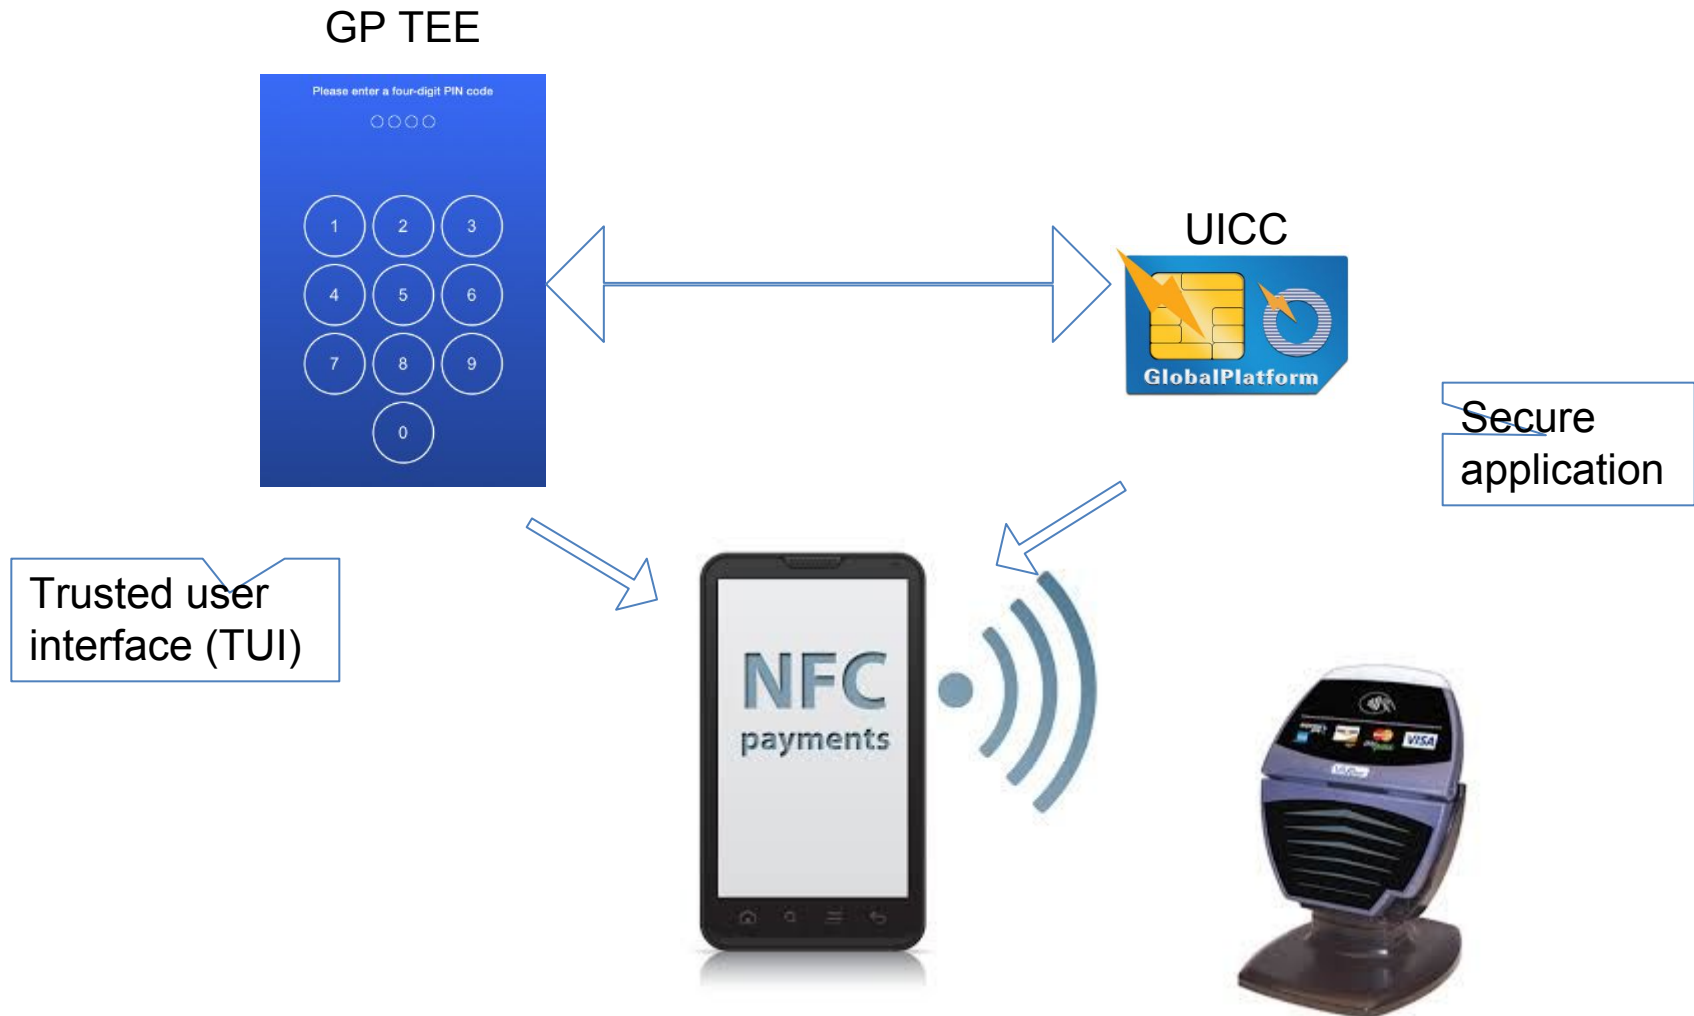 GP TEE
Please enter a four-digit PIN code
1 2 3
4 5 6
7 8 9
0
UICC
GlobalPlatform
Secure
application
Trusted user
interface (TUI)
NFC
payments
VISA